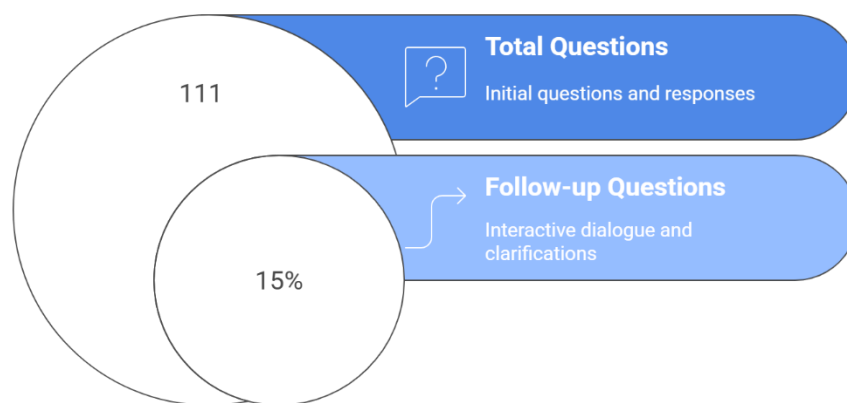 Total Questions
111
Initial questions and responses
Follow-up Questions
Interactive dialogue and
clarifications
15%